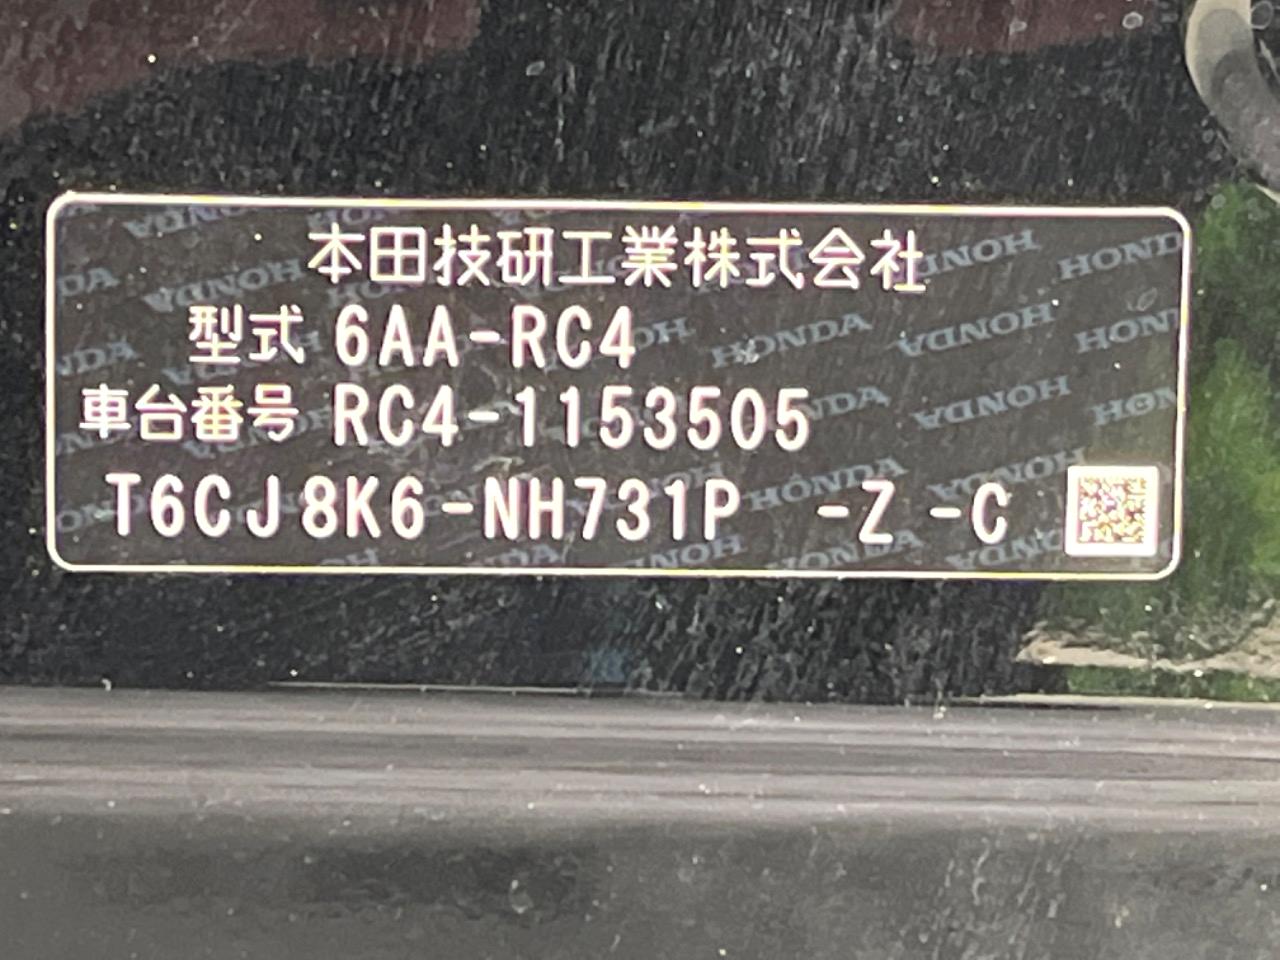 本田技研工業株式会社
型式 6AA-RC4
車台番号 RC4-1153505
T6CJ8K6-NH731P -Z -C